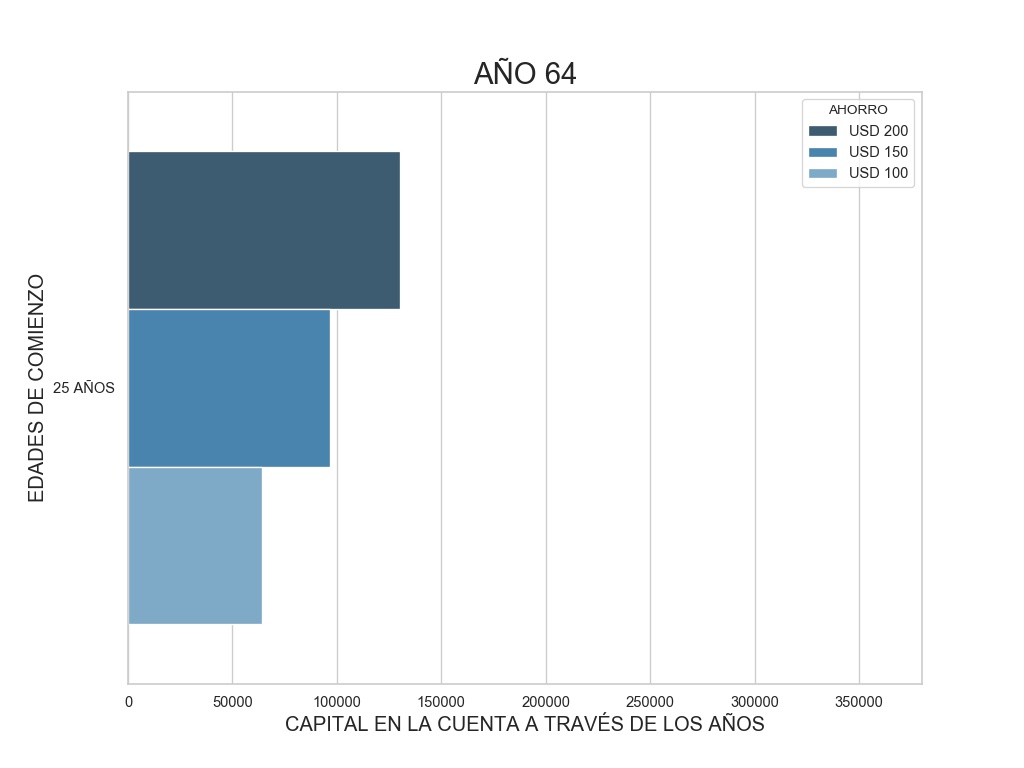 AÑO 64
AHORRO
USD 200
USD 150
USD 100
EDADES DE COMIENZO
25 AÑOS
0 50000 100000 150000 200000 250000 300000 350000
CAPITAL EN LA CUENTA A TRAVÉS DE LOS AÑOS